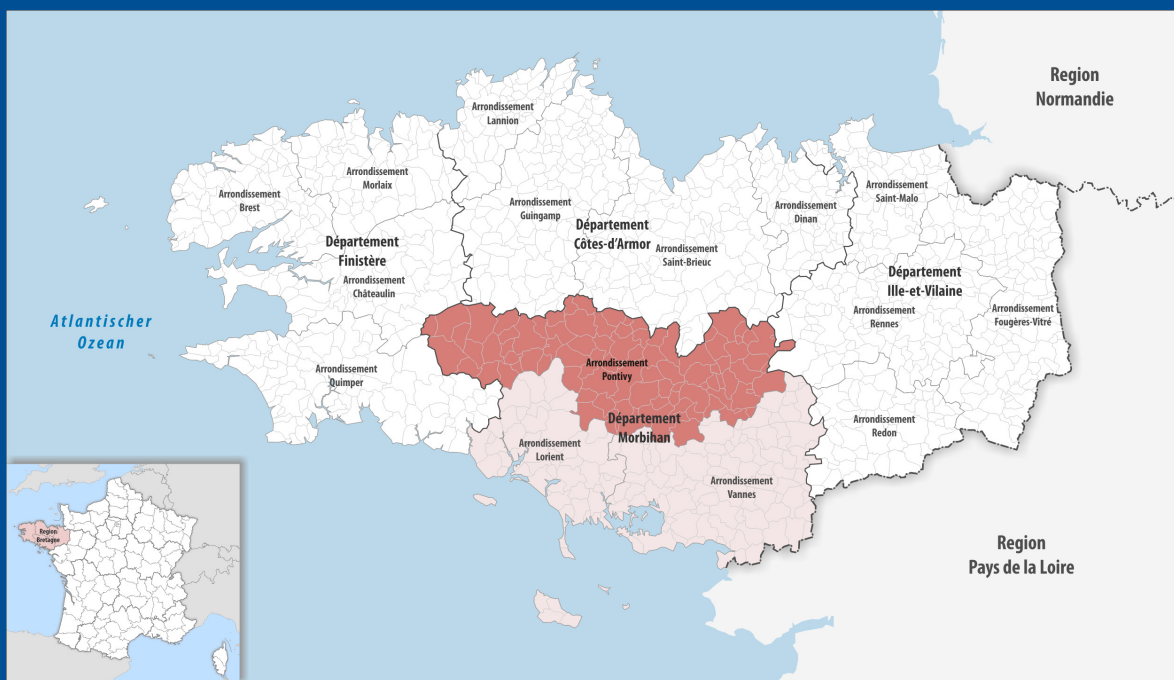 Region
Normandie
Arrondissement
Lannion
Arrondissement
Morlaix
Arrondissement
Brest
Arrondissement
Guingamp
Département
Côtes-d'Armor
Arrondissement
Saint-Brieuc
Arrondissement
Dinan
Arrondissement
Saint-Malo
Département
Finistère
Arrondissement
Châteaulin
Département
Ille-et-Vilaine
Arrondissement
Rennes
Arrondissement
Fougères-Vitré
Atlantischer
Ozean
Arrondissement
Quimper
Arrondissement
Pontivy
Département
Morbihan
Arrondissement
Lorient
Arrondissement
Redon
Arrondissement
Vannes
Region
Pays de la Loire
Region
Bretagne